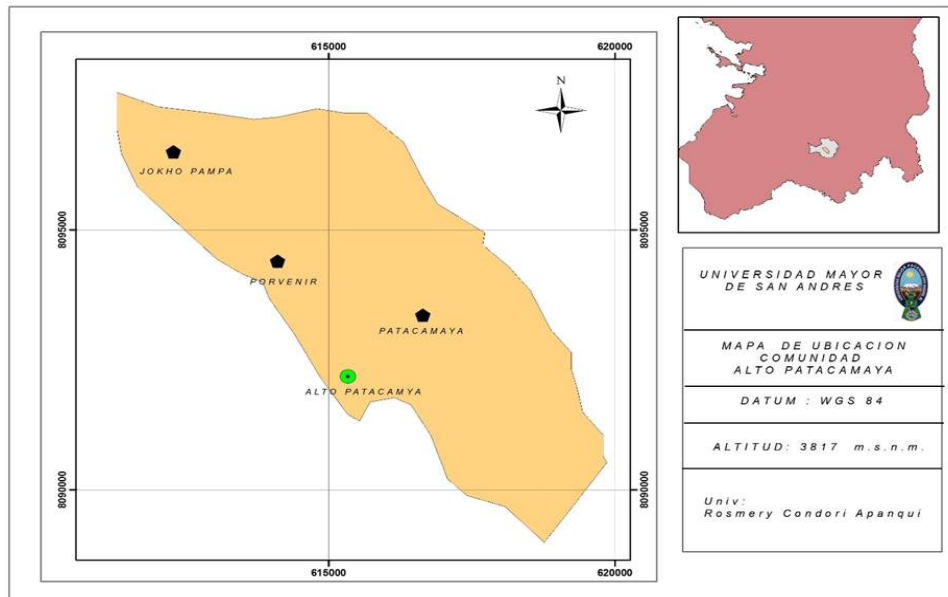 615000
620000
N
JOKHO PAMPA
8095000
8095000
PORVENIR
PATACAMAYA
ALTO PATACAMYA
8090000
8090000
615000
620000
UNIVERSIDAD MAYOR
DE SAN ANDRES
MAPA DE UBICACION
COMUNIDAD
ALTO PATACAMAYA
DATUM : WGS 84
ALTITUD: 3817 m.s.n.m.
Univ:
Rosmery Condori Apanqui